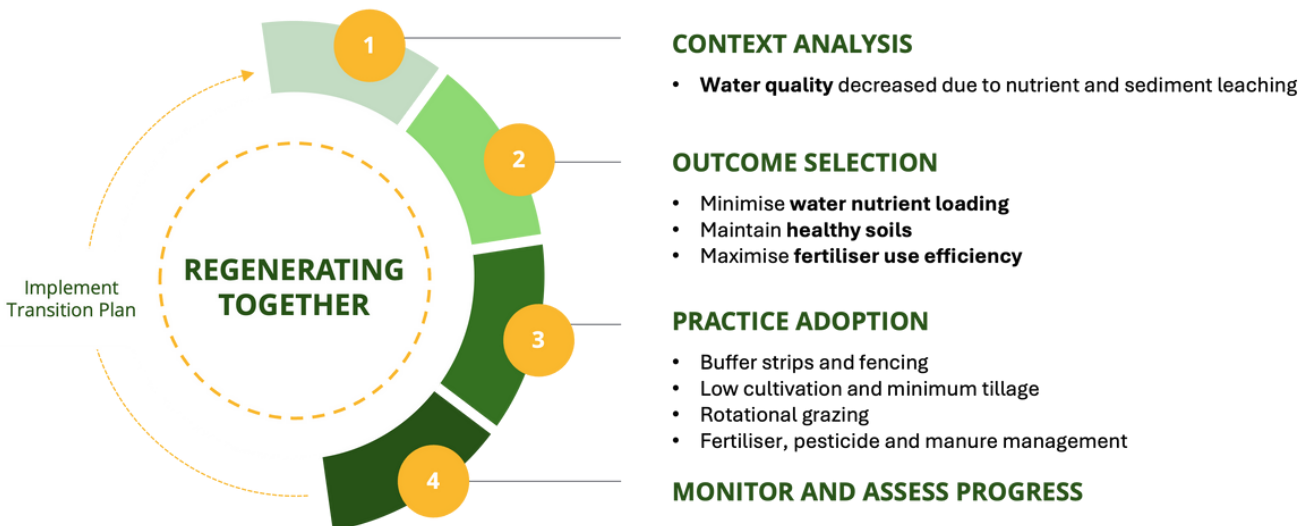 1
CONTEXT ANALYSIS
• Water quality decreased due to nutrient and sediment leaching
2
OUTCOME SELECTION
• Minimise water nutrient loading
• Maintain healthy soils
• Maximise fertiliser use efficiency
REGENERATING
TOGETHER
Implement
Transition Plan
3
PRACTICE ADOPTION
• Buffer strips and fencing
• Low cultivation and minimum tillage
• Rotational grazing
• Fertiliser, pesticide and manure management
4
MONITOR AND ASSESS PROGRESS